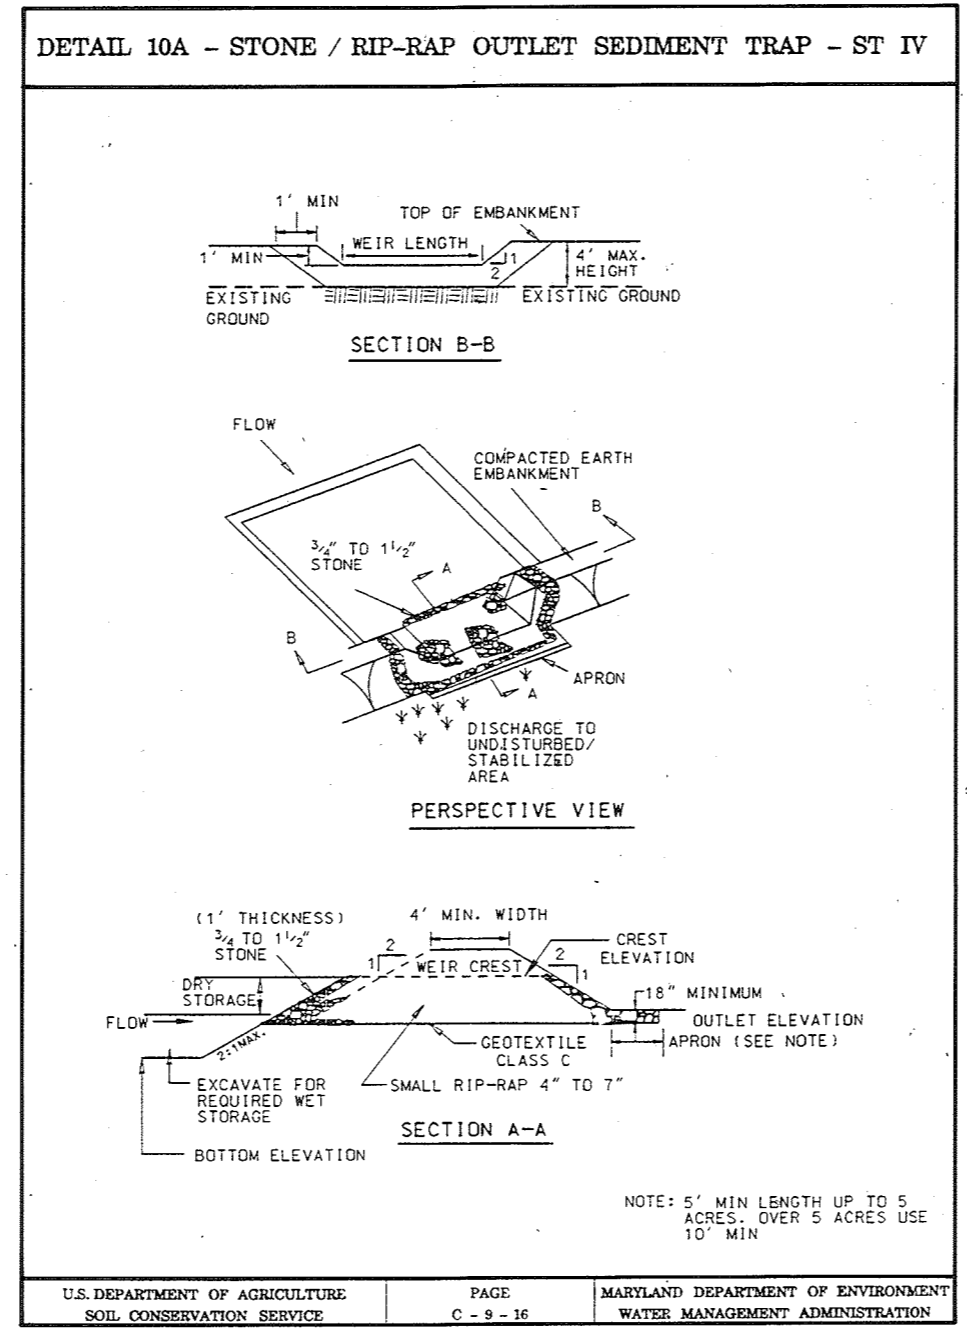 DETAIL 10A - STONE / RIP-RAP OUTLET SEDIMENT TRAP - ST IV
1' MIN
TOP OF EMBANKMENT
WEIR LENGTH
1' MIN
1
2
4' MAX.
HEIGHT
EXISTING
GROUND
EXISTING GROUND
SECTION B-B
FLOW
COMPACTED EARTH
EMBANKMENT
B
3/4" TO 1 1/2"
STONE
A
B
APRON
A
DISCHARGE TO
UNDISTURBED/
STABILIZED
AREA
PERSPECTIVE VIEW
(1' THICKNESS)
3/4 TO 1 1/2"
STONE
4' MIN. WIDTH
2
1
WEIR CREST
2
1
CREST
ELEVATION
DRY
STORAGE
18" MINIMUM
FLOW
OUTLET ELEVATION
2:1 MAX.
GEOTEXTILE
CLASS C
APRON (SEE NOTE)
EXCAVATE FOR
REQUIRED WET
STORAGE
SMALL RIP-RAP 4" TO 7"
SECTION A-A
BOTTOM ELEVATION
NOTE: 5' MIN LENGTH UP TO 5
ACRES. OVER 5 ACRES USE
10' MIN
U.S. DEPARTMENT OF AGRICULTURE
SOIL CONSERVATION SERVICE
PAGE
C - 9 - 16
MARYLAND DEPARTMENT OF ENVIRONMENT
WATER MANAGEMENT ADMINISTRATION